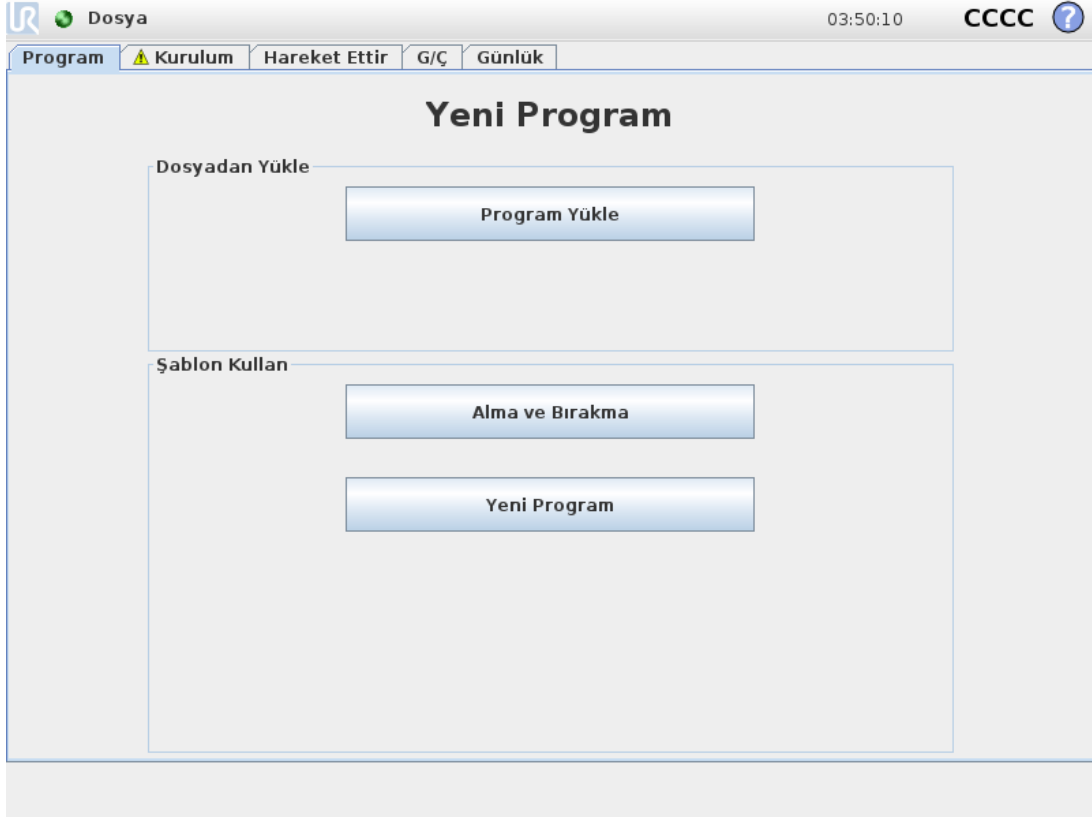 UR Dosya 03:50:10 CCCC ?
Program Kurulum Hareket Ettir G/Ç Günlük
Yeni Program
Dosyadan Yükle
Program Yükle
Şablon Kullan
Alma ve Bırakma
Yeni Program